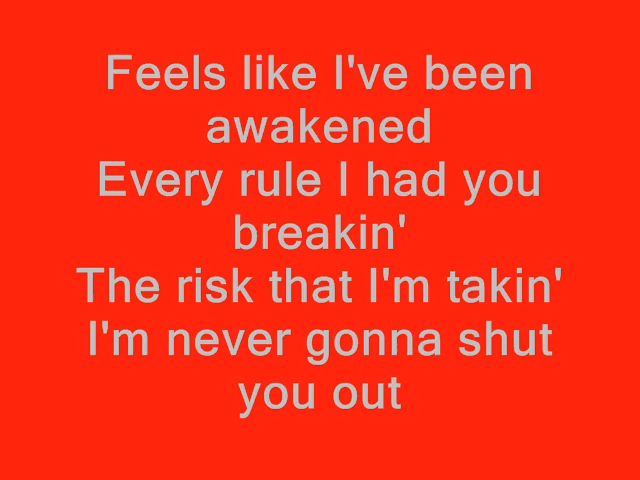 Feels like I've been
awakened
Every rule I had you
breakin'
The risk that I'm takin'
I'm never gonna shut
you out